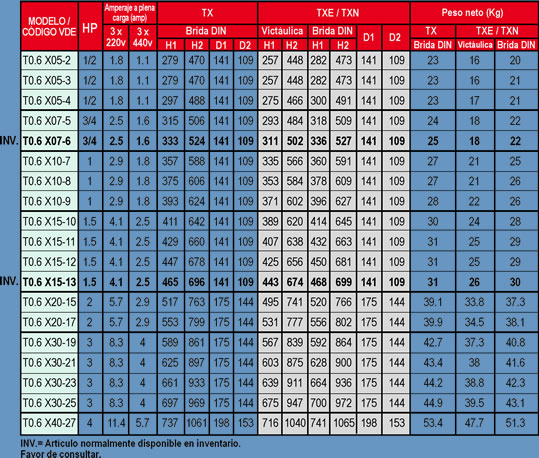 MODELO / CÓDIGO VDE HP Amperaje a plena carga (amp) TX TXE / TXN Peso neto (Kg)
3 x 220v 3 x 440v Brida DIN Victáulica Brida DIN D1 D2 TX TXE / TXN
H1 H2 D1 D2 H1 H2 H1 H2 Brida DIN Victáulica Brida DIN
T0.6 X05-2 1/2 1.8 1.1 279 470 141 109 257 448 282 473 141 109 23 16 20
T0.6 X05-3 1/2 1.8 1.1 279 470 141 109 257 448 282 473 141 109 23 16 21
T0.6 X05-4 1/2 1.8 1.1 297 488 141 109 275 466 300 491 141 109 23 17 21
T0.6 X07-5 3/4 2.5 1.6 315 506 141 109 293 484 318 509 141 109 24 18 22
INV. T0.6 X07-6 3/4 2.5 1.6 333 524 141 109 311 502 336 527 141 109 25 18 22
T0.6 X10-7 1 2.9 1.8 357 588 141 109 335 566 360 591 141 109 27 21 25
T0.6 X10-8 1 2.9 1.8 375 606 141 109 353 584 378 609 141 109 27 21 26
T0.6 X10-9 1 2.9 1.8 393 624 141 109 371 602 396 627 141 109 28 22 26
T0.6 X15-10 1.5 4.1 2.5 411 642 141 109 389 620 414 645 141 109 30 24 28
T0.6 X15-11 1.5 4.1 2.5 429 660 141 109 407 638 432 663 141 109 31 25 29
T0.6 X15-12 1.5 4.1 2.5 447 678 141 109 425 656 450 681 141 109 31 25 29
INV. T0.6 X15-13 1.5 4.1 2.5 465 696 141 109 443 674 468 699 141 109 31 26 30
T0.6 X20-15 2 5.7 2.9 517 763 175 144 495 741 520 766 175 144 39.1 33.8 37.3
T0.6 X20-17 2 5.7 2.9 553 799 175 144 531 777 556 802 175 144 39.9 34.5 38.1
T0.6 X30-19 3 8.3 4 589 861 175 144 567 839 592 864 175 144 42.7 37.3 40.8
T0.6 X30-21 3 8.3 4 625 897 175 144 603 875 628 900 175 144 43.4 38 41.6
T0.6 X30-23 3 8.3 4 661 933 175 144 639 911 664 936 175 144 44.2 38.8 42.3
T0.6 X30-25 3 8.3 4 697 969 175 144 675 947 700 972 175 144 44.9 39.5 43.1
T0.6 X40-27 4 11.4 5.7 737 1061 198 153 716 1040 741 1065 198 153 53.4 47.7 51.3
INV.= Artículo normalmente disponible en inventario.
Favor de consultar.